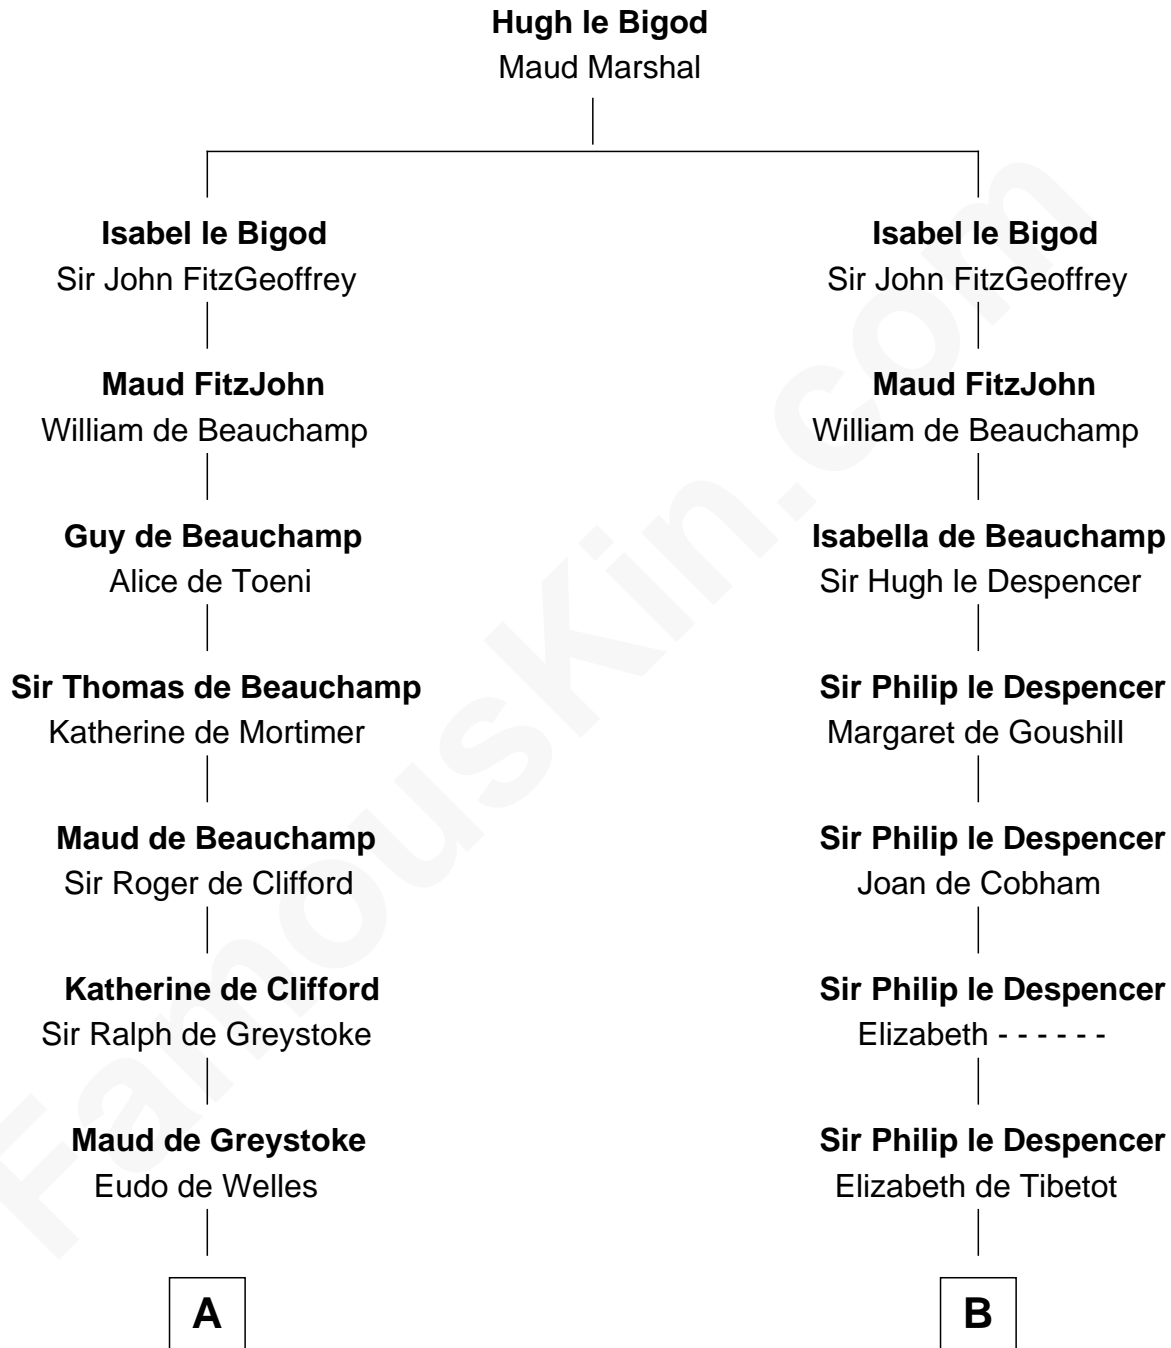 Hugh le Bigod
Maud Marshal
Isabel le Bigod
Sir John FitzGeoffrey
Isabel le Bigod
Sir John FitzGeoffrey
Maud FitzJohn
William de Beauchamp
Maud FitzJohn
William de Beauchamp
Guy de Beauchamp
Alice de Toeni
Isabella de Beauchamp
Sir Hugh le Despencer
Sir Thomas de Beauchamp
Katherine de Mortimer
Sir Philip le Despencer
Margaret de Goushill
Maud de Beauchamp
Sir Roger de Clifford
Sir Philip le Despencer
Joan de Cobham
Katherine de Clifford
Sir Ralph de Greystoke
Sir Philip le Despencer
Elizabeth - - - - - -
Maud de Greystoke
Eudo de Welles
Sir Philip le Despencer
Elizabeth de Tibetot
A
B
FamousKin.com